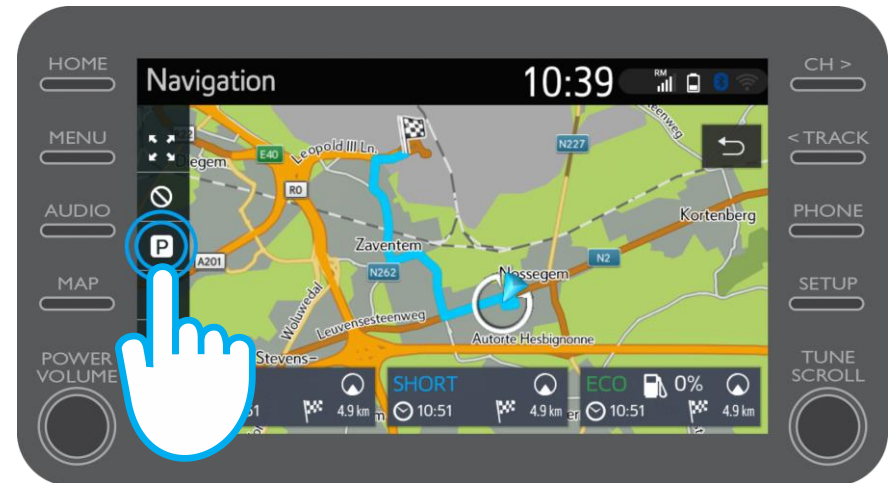 HOME
MENU
AUDIO
MAP
POWER
VOLUME
Navigation
10:39
RM
CH >
< TRACK
PHONE
SETUP
TUNE
SCROLL
E40
Leopold III Ln.
N227
RO
Kortenberg
P
A201
Zaventem
N262
Nossegem
N2
Woluwedal
Leuvensesteenweg
Autorte Hesbignonne
Stevens-
4.9 km
SHORT
10:51
4.9 km
ECO
0%
10:51
4.9 km